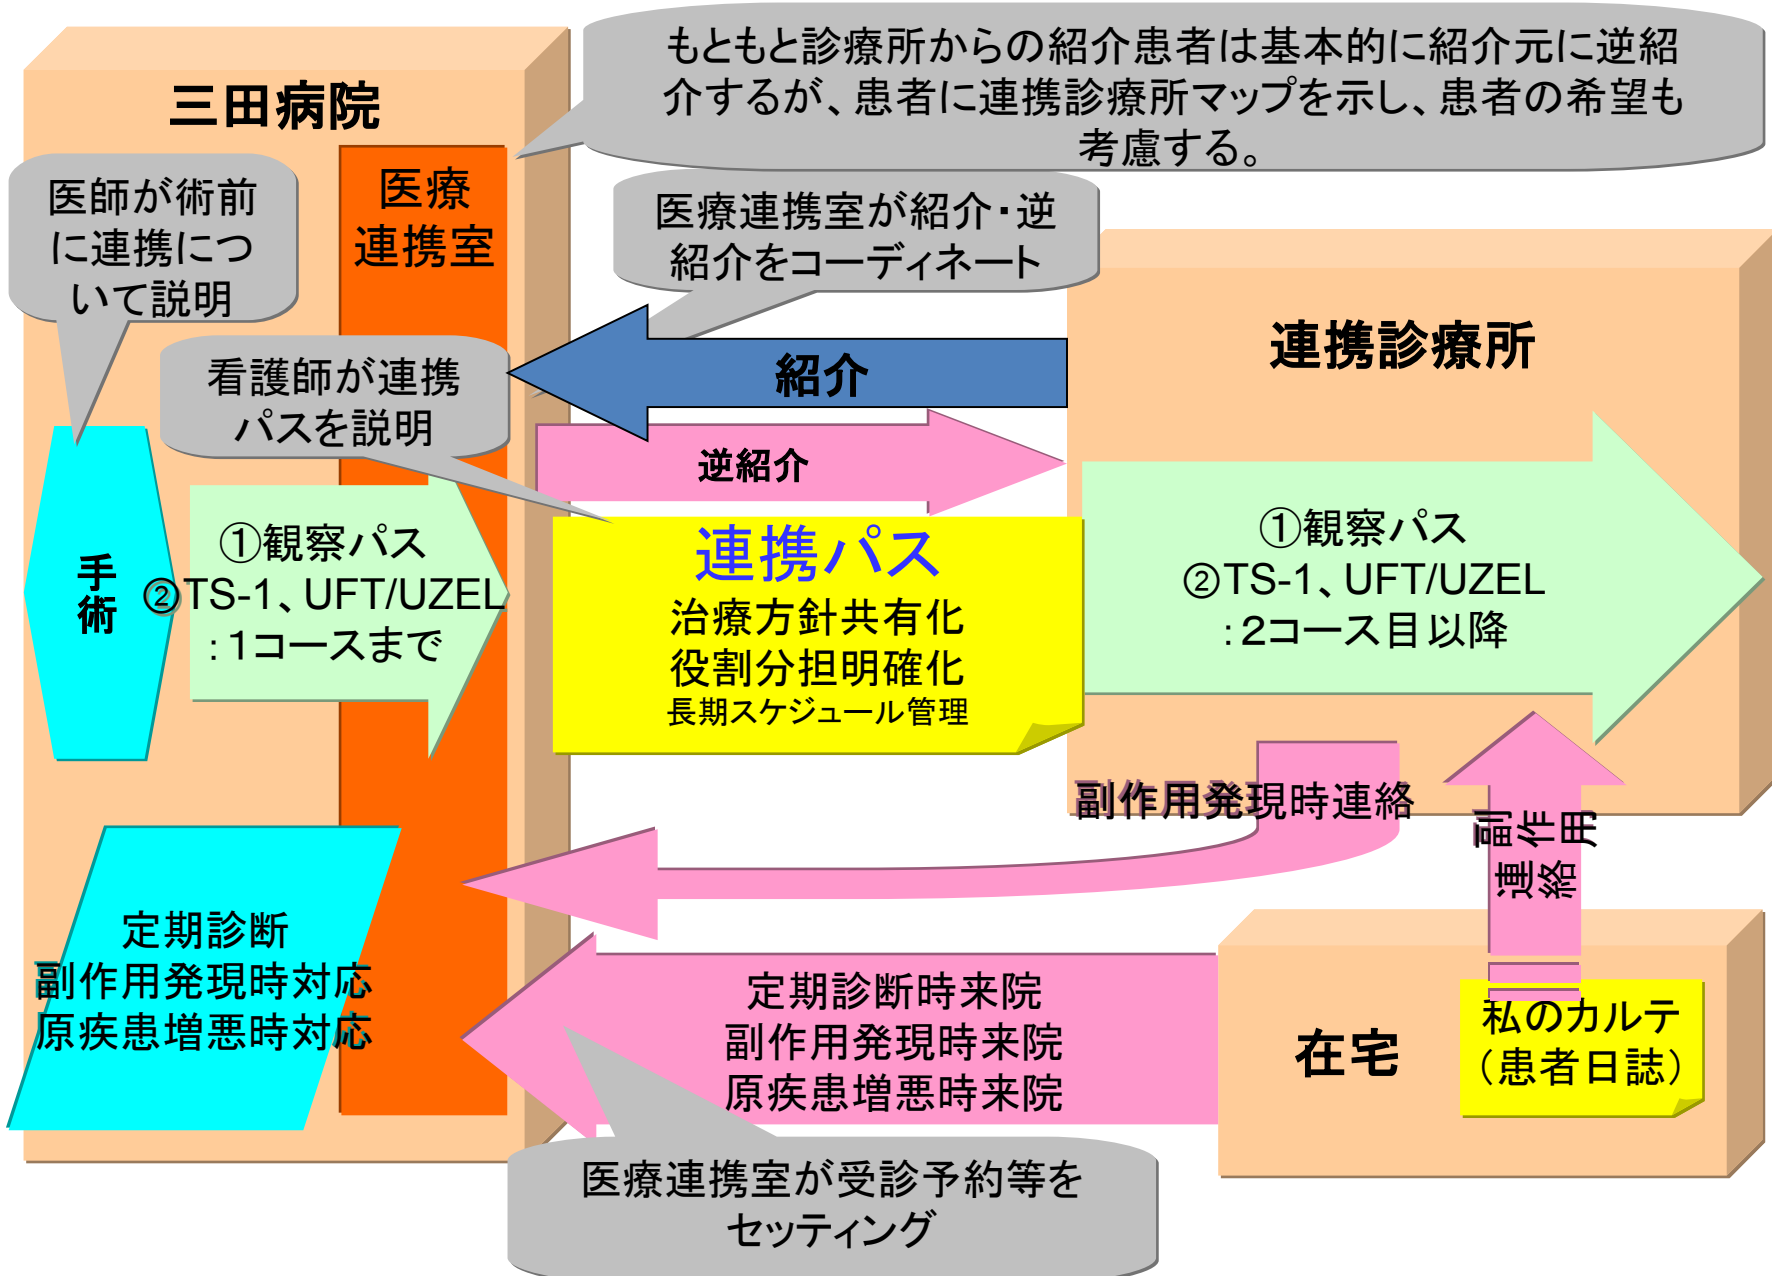 もともと診療所からの紹介患者は基本的に紹介元に逆紹
介するが、患者に連携診療所マップを示し、患者の希望も
考慮する。
三田病院
医療
連携室
医師が術前
に連携につ
いて説明
医療連携室が紹介・逆
紹介をコーディネート
連携診療所
看護師が連携
パスを説明
紹介
逆紹介
手術
①観察パス
②TS-1、UFT/UZEL
：1コースまで
連携パス
治療方針共有化
役割分担明確化
長期スケジュール管理
①観察パス
②TS-1、UFT/UZEL
：2コース目以降
副作用発現時連絡
副作用
連絡
定期診断
副作用発現時対応
原疾患増悪時対応
定期診断時来院
副作用発現時来院
原疾患増悪時来院
在宅
私のカルテ
（患者日誌）
医療連携室が受診予約等を
セッティング